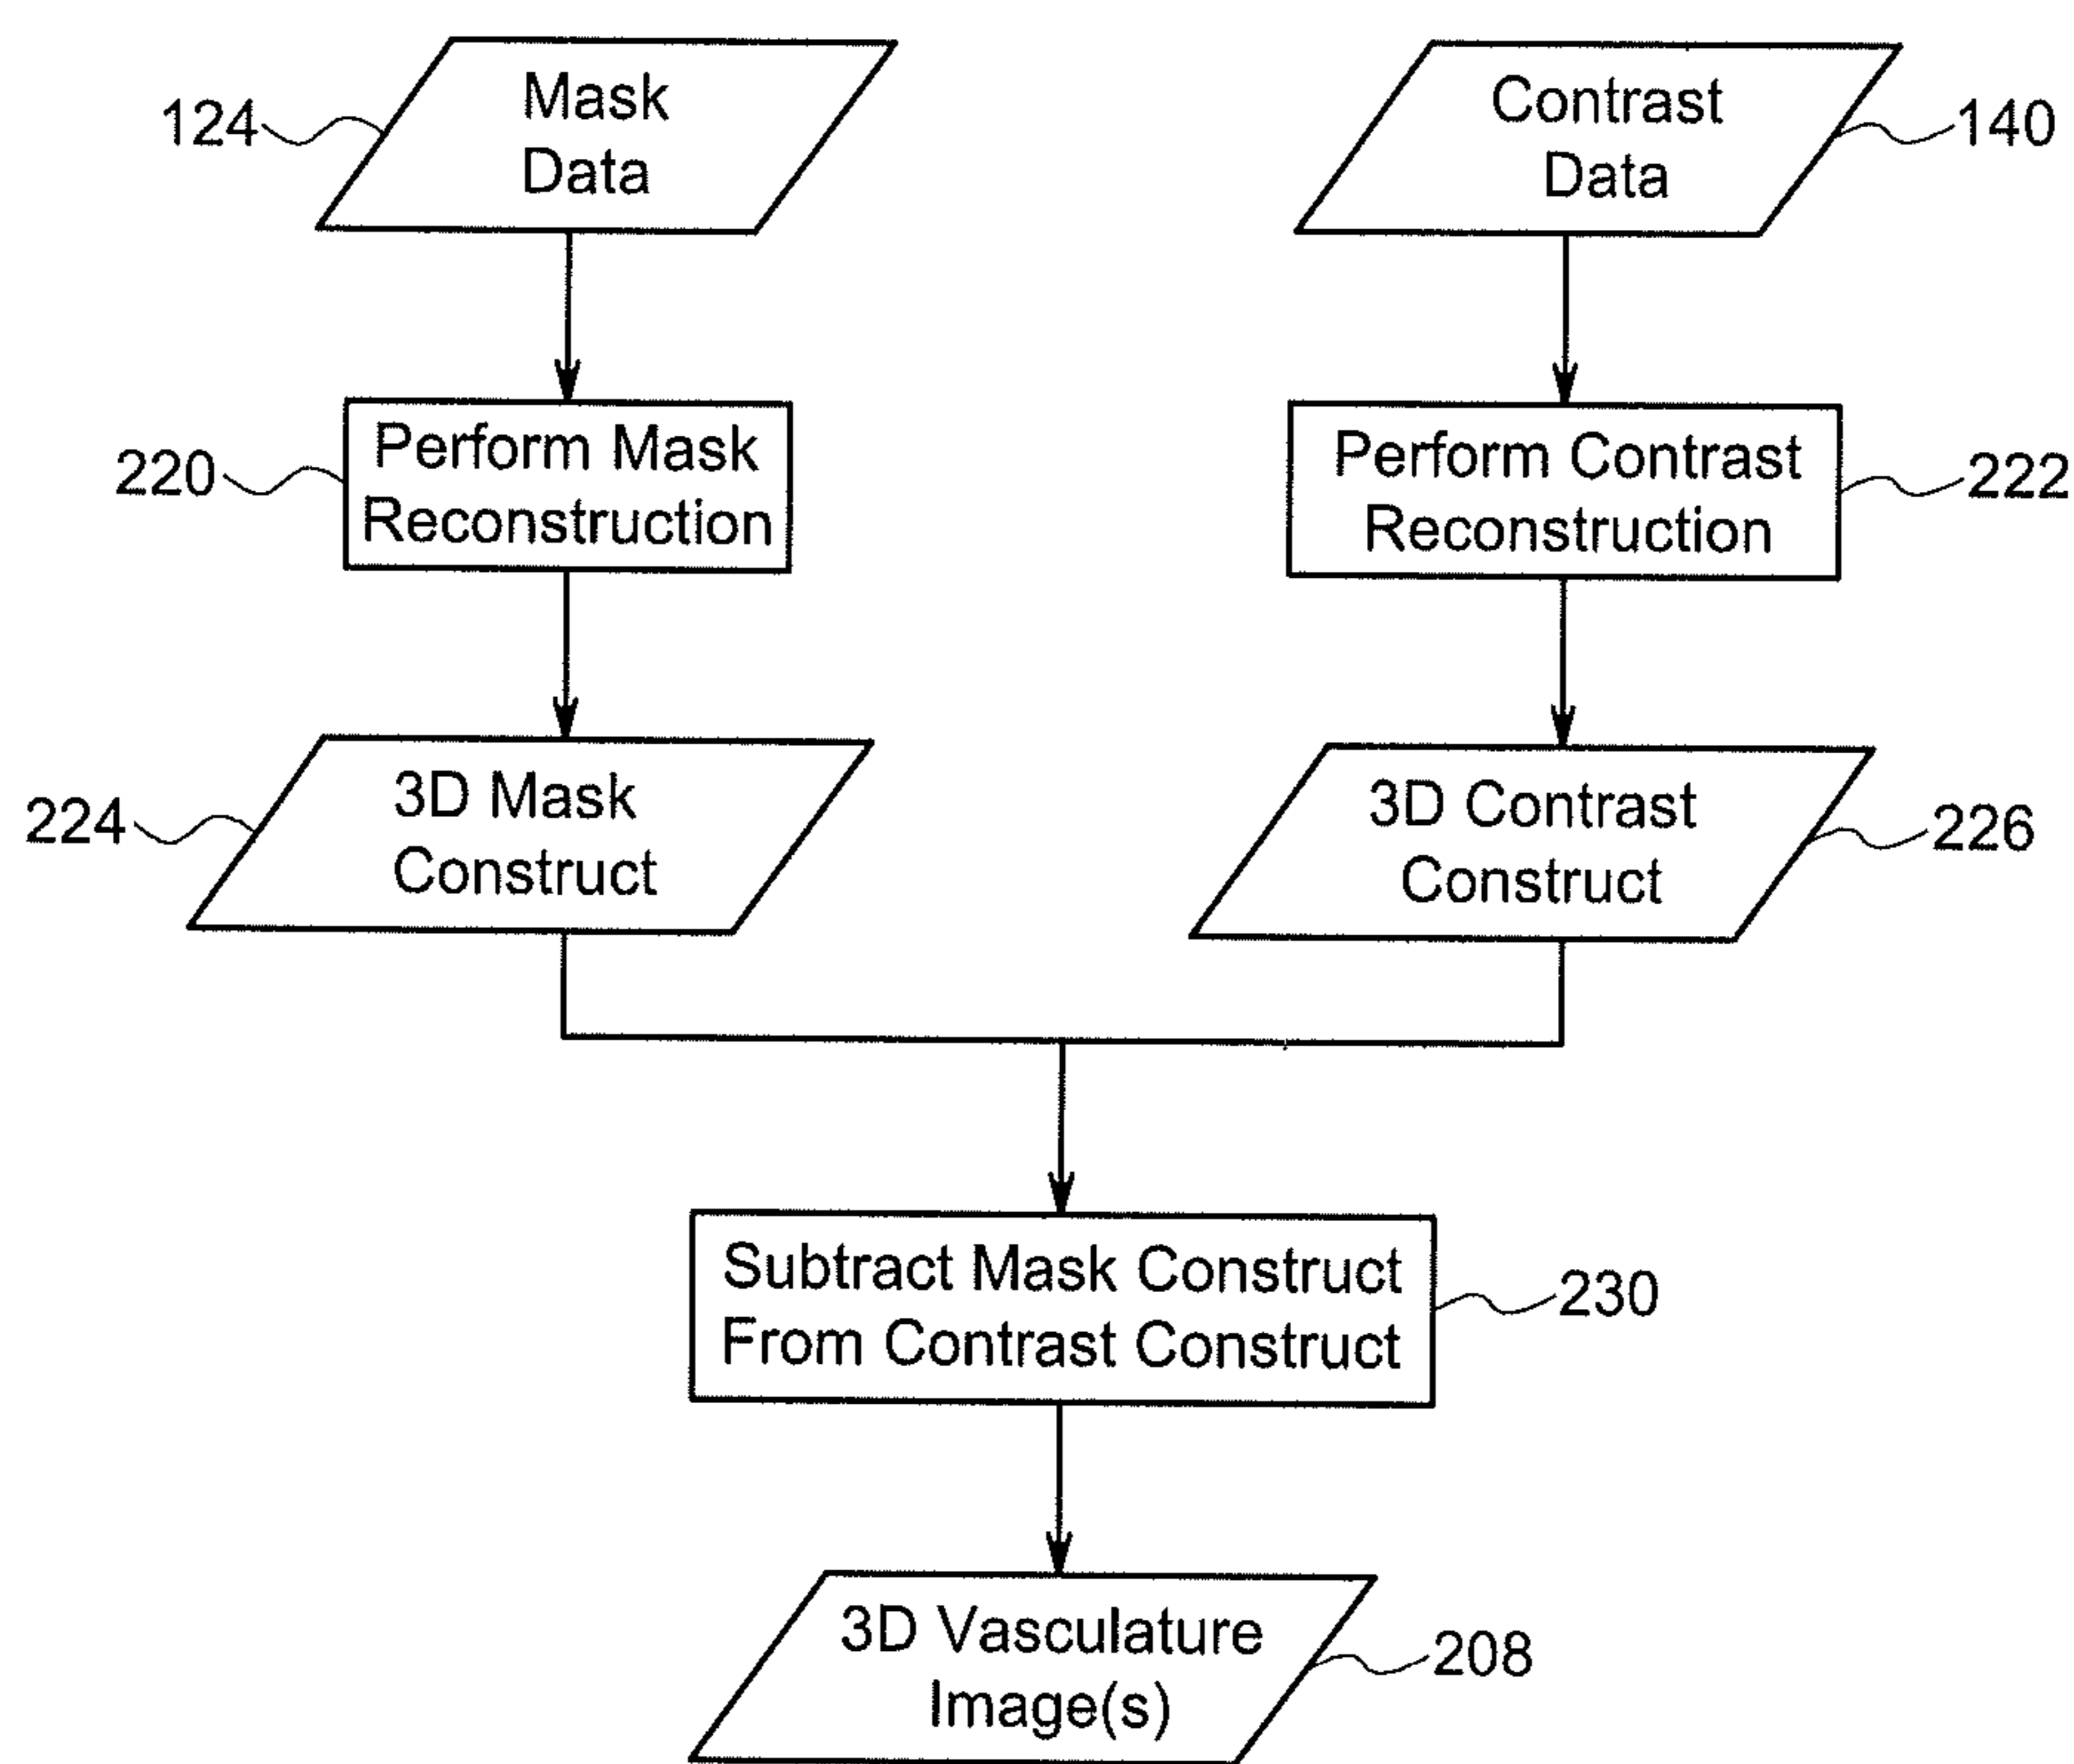 Mask
Data
124
Contrast
Data
140
Perform Mask
Reconstruction
220
Perform Contrast
Reconstruction
222
3D Mask
Construct
224
3D Contrast
Construct
226
Subtract Mask Construct
From Contrast Construct
230
3D Vasculature
Image(s)
208